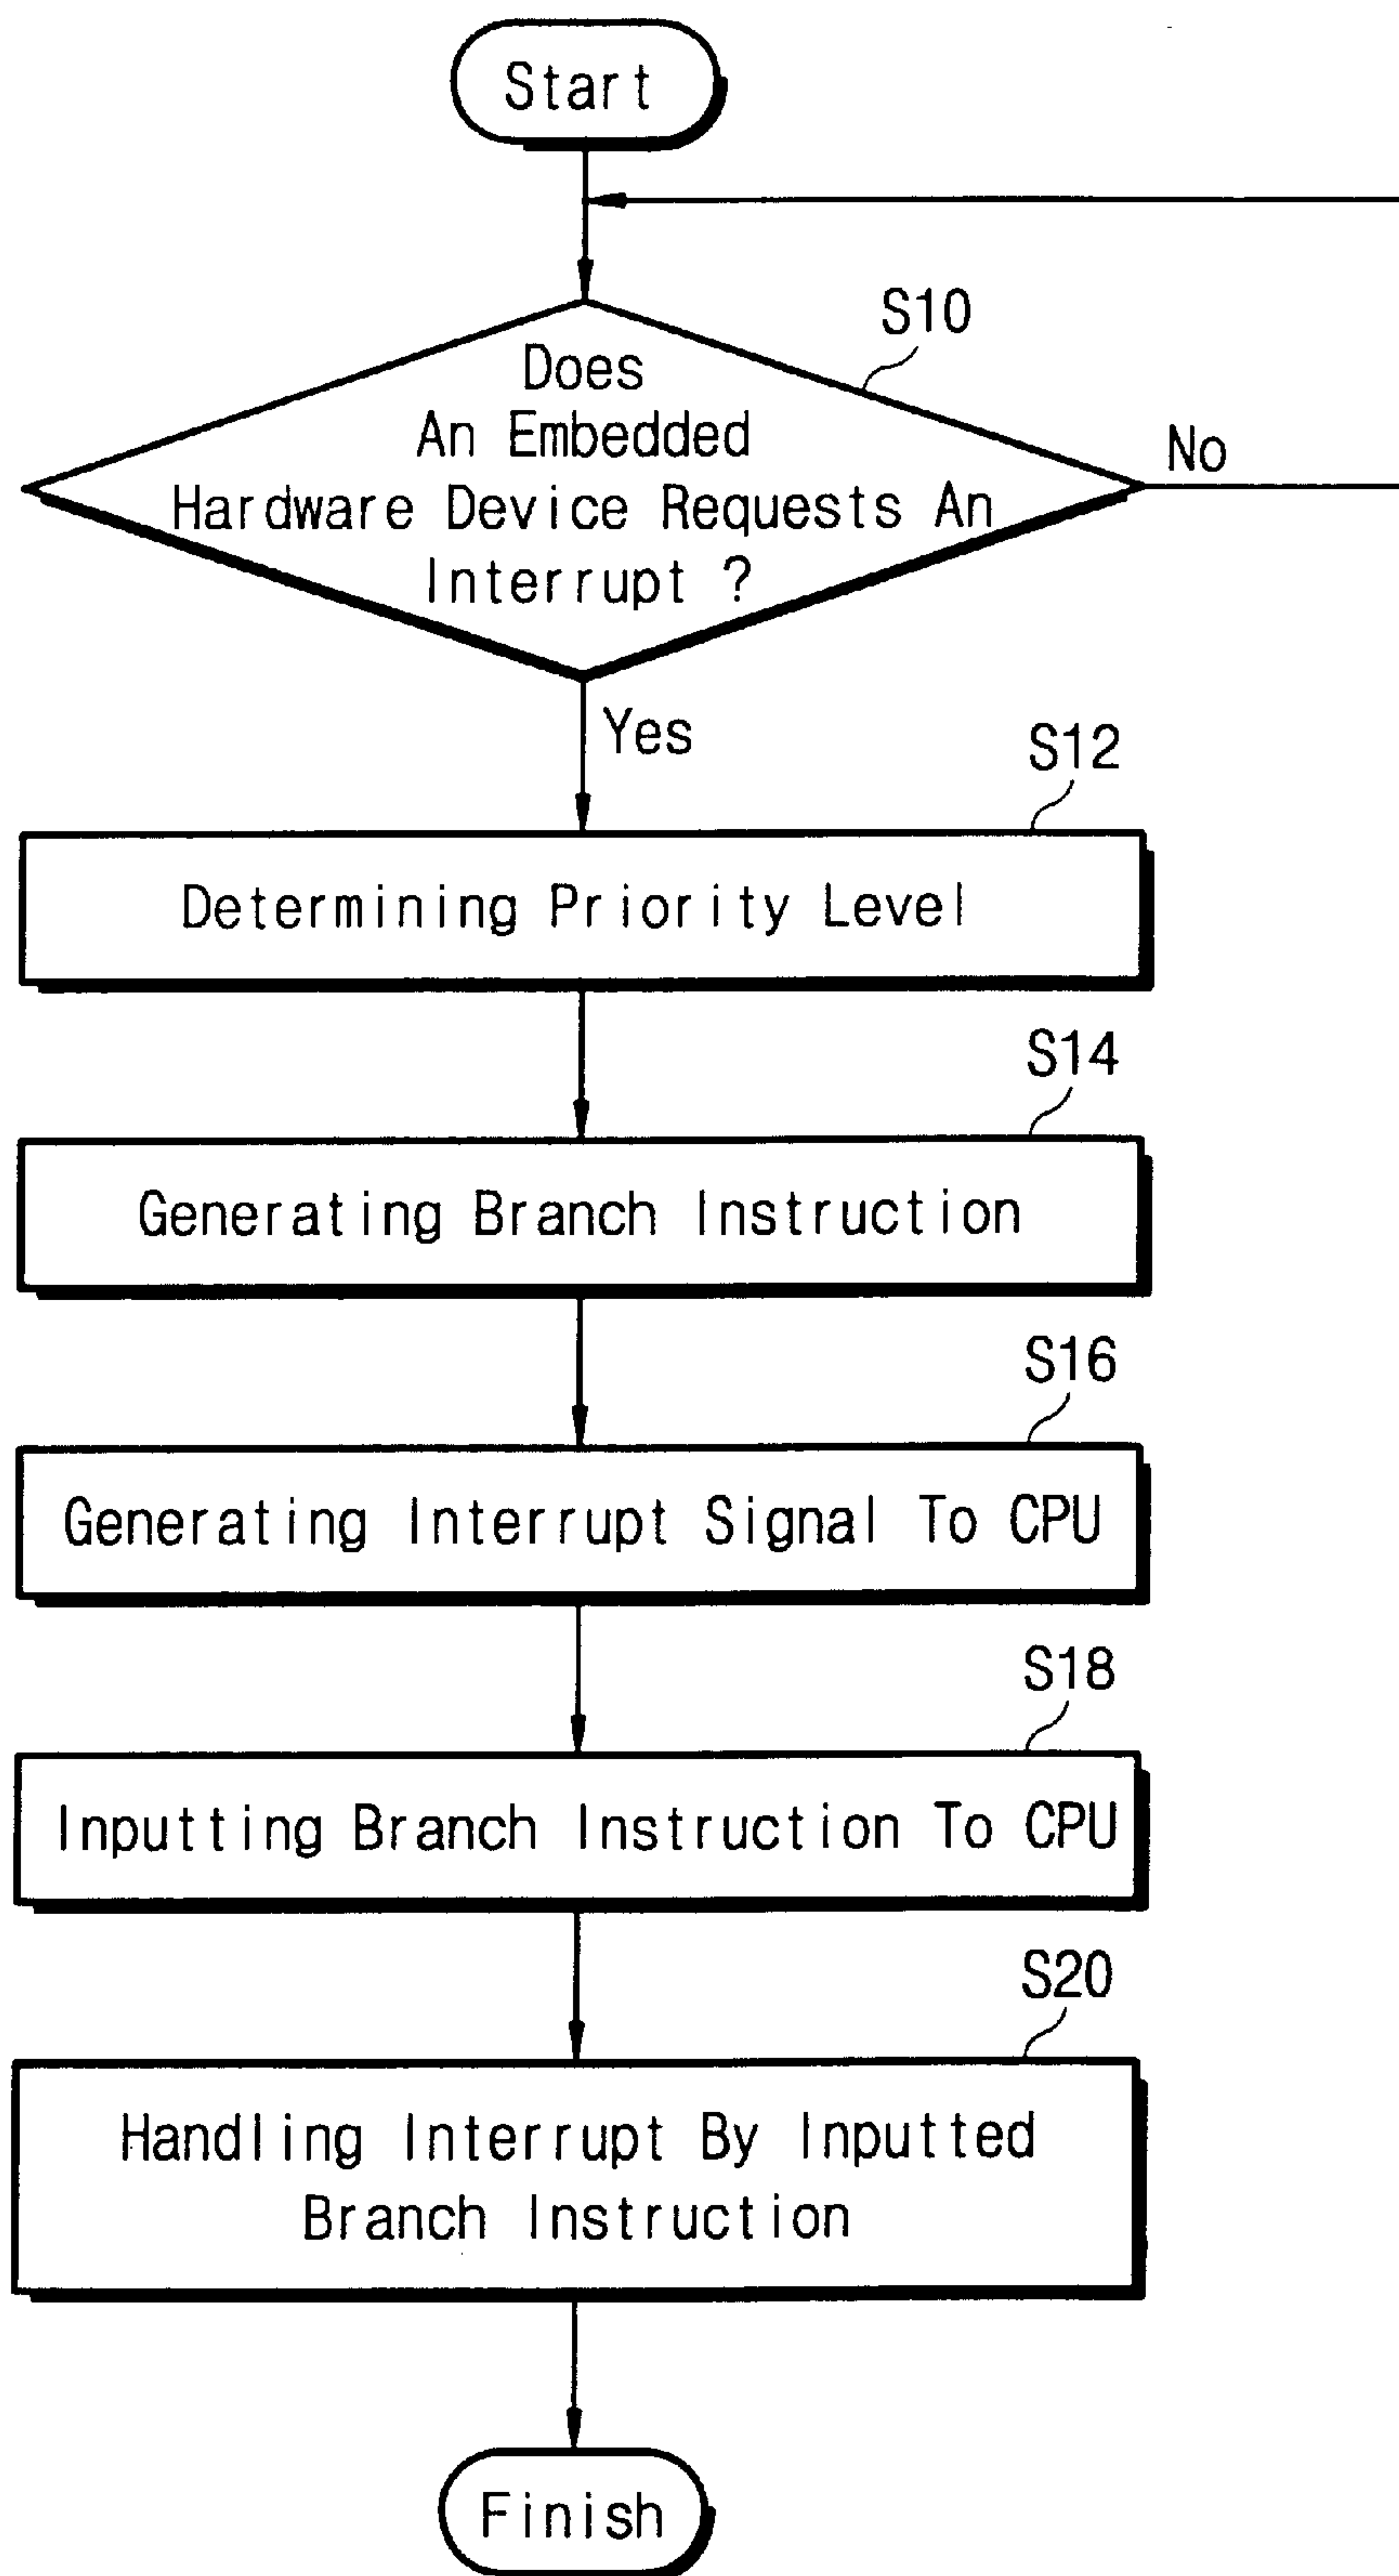 Start
S10
Does
An Embedded
Hardware Device Requests An
Interrupt ?
No
Yes
S12
Determining Priority Level
S14
Generating Branch Instruction
S16
Generating Interrupt Signal To CPU
S18
Inputting Branch Instruction To CPU
S20
Handling Interrupt By Inputted
Branch Instruction
Finish